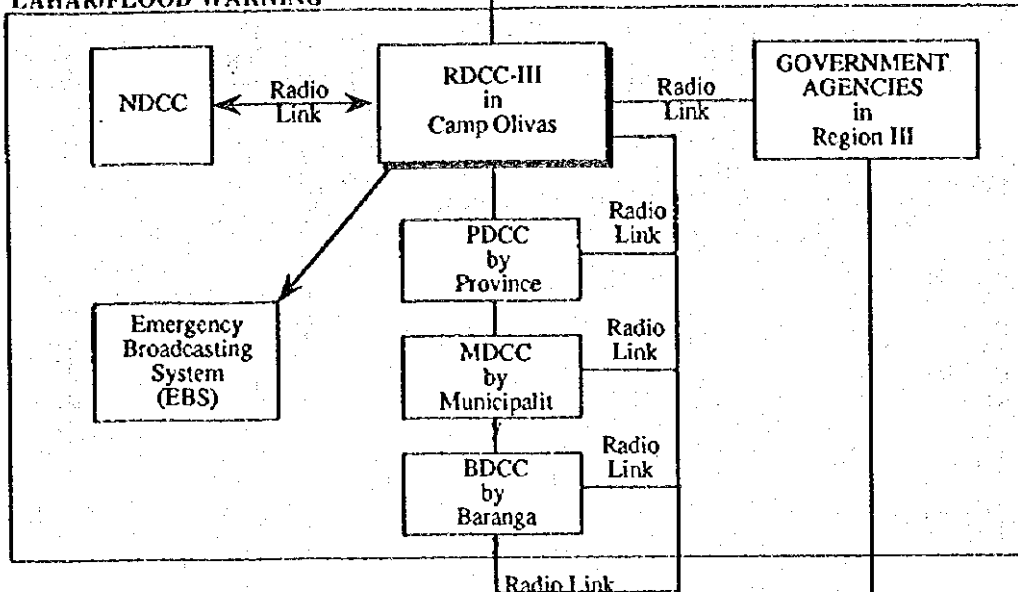 LAHAR/FLOOD WARNING
NDCC
Radio
Link
RDCC-III
in
Camp Olivas
Radio
Link
GOVERNMENT
AGENCIES
in
Region III
Radio
Link
PDCC
by
Province
Emergency
Broadcasting
System
(EBS)
Radio
Link
MDCC
by
Municipalit
Radio
Link
BDCC
by
Baranga
Radio Link